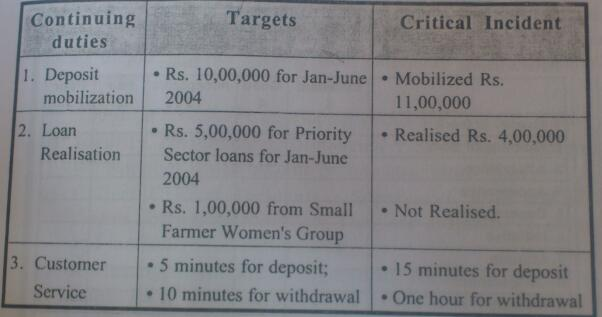 Continuing duties
Targets
Critical Incident
1. Deposit mobilization
• Rs. 10,00,000 for Jan-June
2004
• Mobilized Rs.
11,00,000
2. Loan
Realisation
• Rs. 5,00,000 for Priority
Sector loans for Jan-June
2004
• Realised Rs. 4,00,000
• Rs. 1,00,000 from Small
Farmer Women's Group
• Not Realised.
3. Customer
Service
• 5 minutes for deposit;
• 10 minutes for withdrawal
• 15 minutes for deposit
• One hour for withdrawal